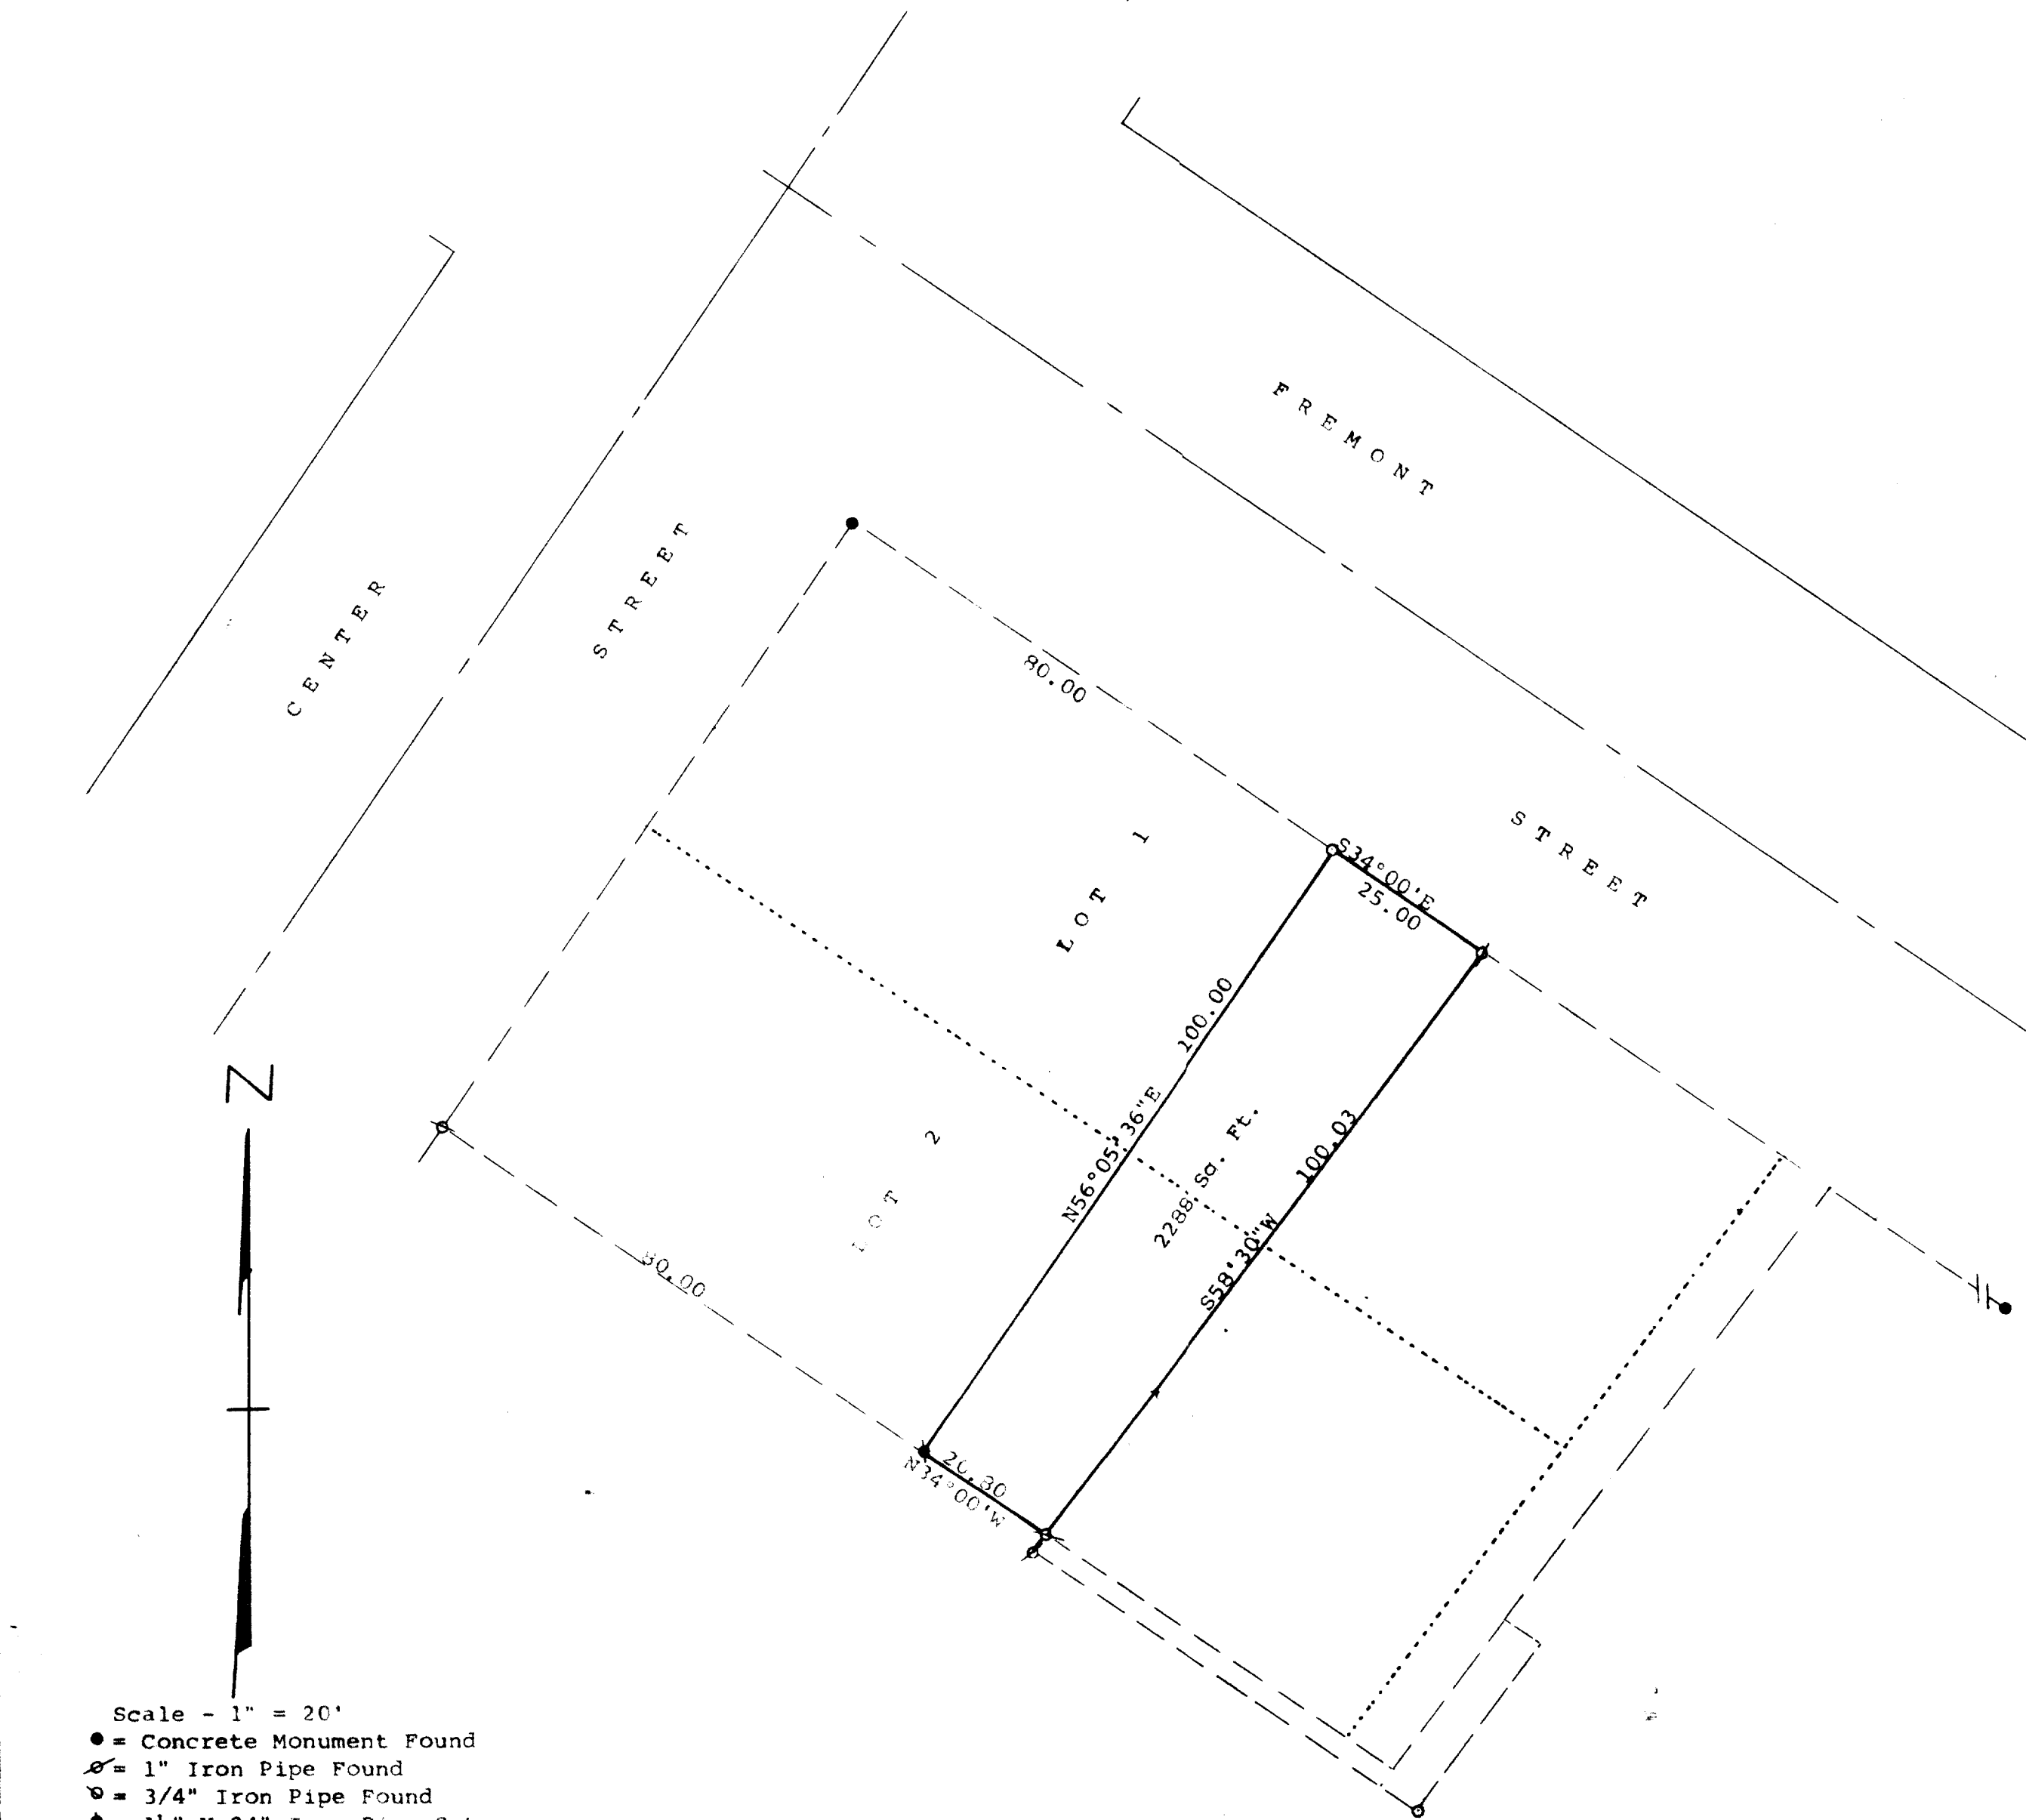 FREMONT
STREET
CENTER
STREET
80.00
LOT 1
S34°00'E
25.00
100.00
N56°05'36"E
2288 Sq. Ft.
100.03
S58'30"W
LOT 2
80.00
20.80
N34°00'W
N
Scale - 1" = 20'
= Concrete Monument Found
= 1" Iron Pipe Found
= 3/4" Iron Pipe Found